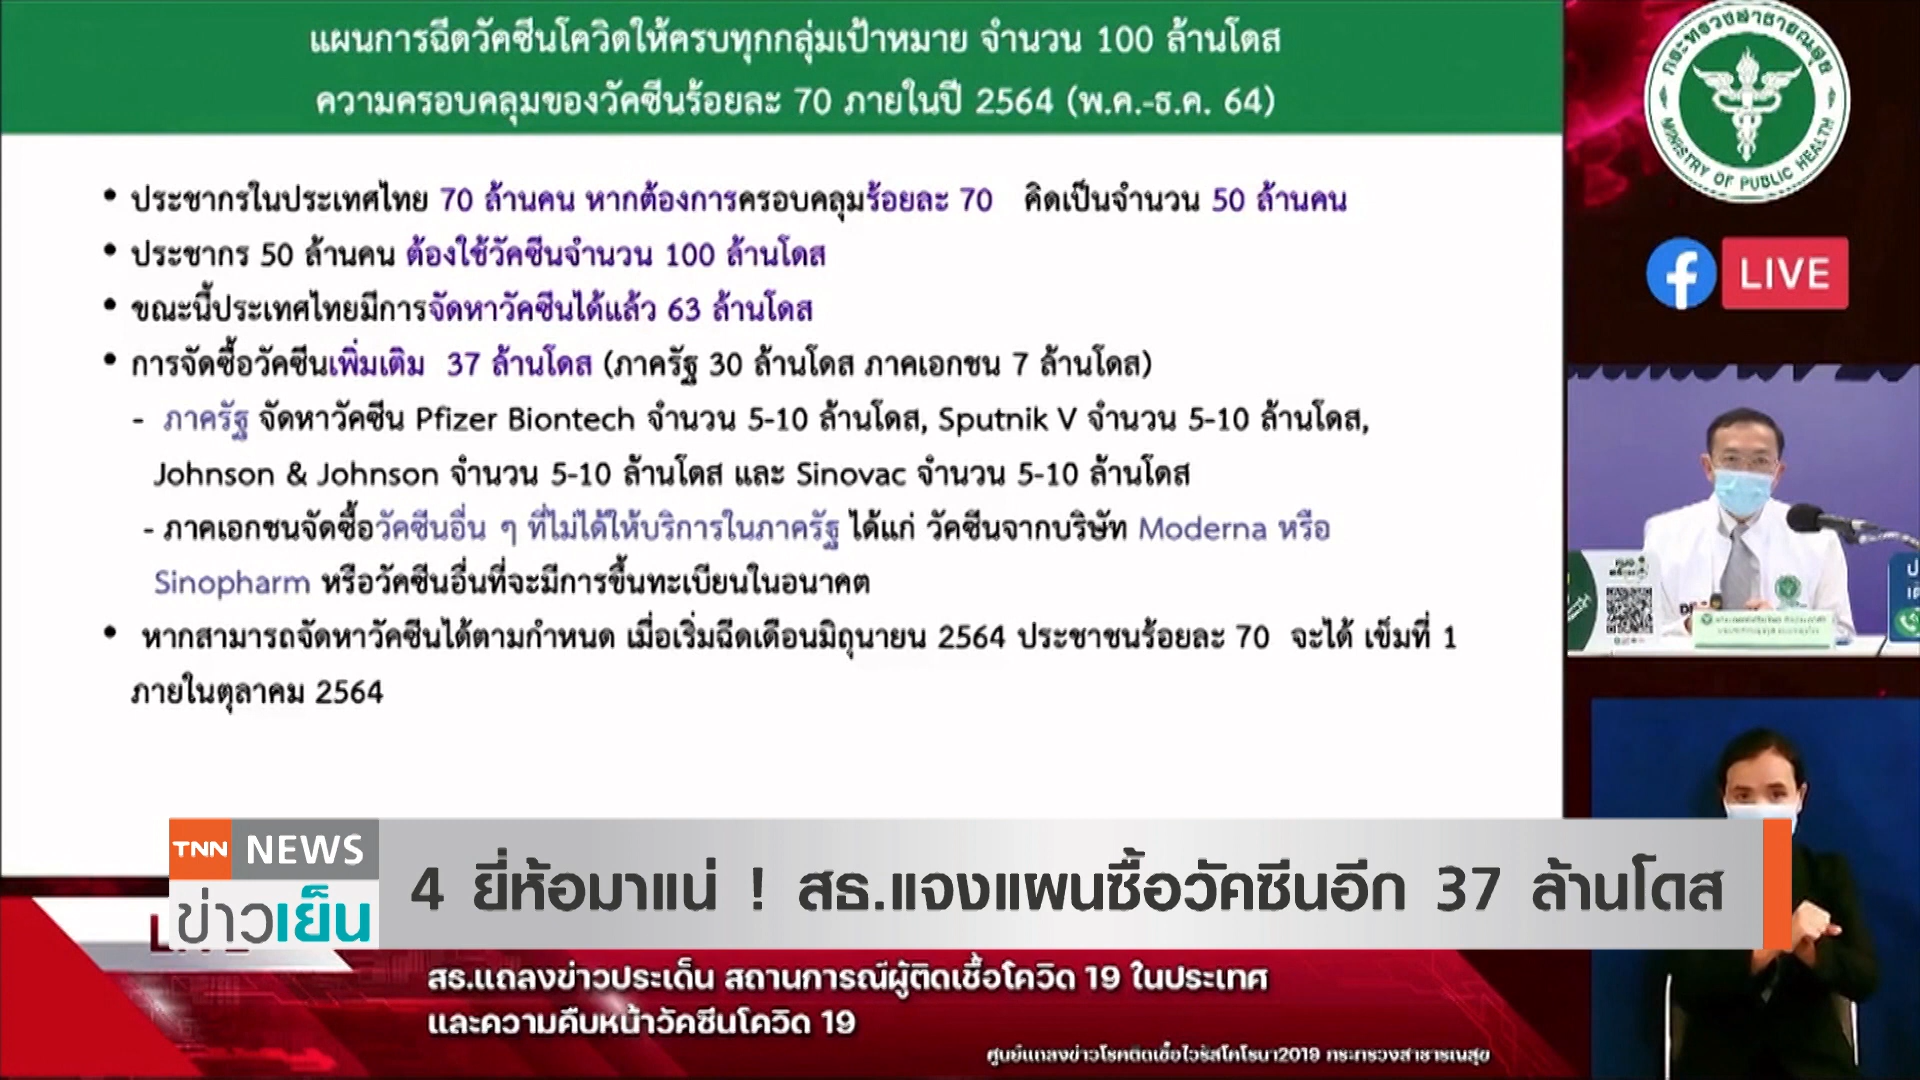 แผนการฉีดวัคซีนโควิดให้ครบทุกกลุ่มเป้าหมาย จำนวน 100 ล้านโดส
ความครอบคลุมของวัคซีนร้อยละ 70 ภายในปี 2564 (พ.ค.-ธ.ค. 64)
• ประชากรในประเทศไทย 70 ล้านคน หากต้องการครอบคลุมร้อยละ 70 คิดเป็นจำนวน 50 ล้านคน
• ประชากร 50 ล้านคน ต้องใช้วัคซีนจำนวน 100 ล้านโดส
• ขณะนี้ประเทศไทยมีการจัดหาวัคซีนได้แล้ว 63 ล้านโดส
• การจัดซื้อวัคซีนเพิ่มเติม 37 ล้านโดส (ภาครัฐ 30 ล้านโดส ภาคเอกชน 7 ล้านโดส)
- ภาครัฐ จัดหาวัคซีน Pfizer Biontech จำนวน 5-10 ล้านโดส, Sputnik V จำนวน 5-10 ล้านโดส,
Johnson & Johnson จำนวน 5-10 ล้านโดส และ Sinovac จำนวน 5-10 ล้านโดส
- ภาคเอกชนจัดซื้อวัคซีนอื่น ๆ ที่ไม่ได้ให้บริการในภาครัฐ ได้แก่ วัคซีนจากบริษัท Moderna หรือ
Sinopharm หรือวัคซีนอื่นที่จะมีการขึ้นทะเบียนในอนาคต
• หากสามารถจัดหาวัคซีนได้ตามกำหนด เมื่อเริ่มฉีดเดือนมิถุนายน 2564 ประชาชนร้อยละ 70 จะได้ เข็มที่ 1
ภายในตุลาคม 2564
กระทรวงสาธารณสุข
MINISTRY OF PUBLIC HEALTH
LIVE
TNN NEWS
ข่าวเย็น
4 ยี่ห้อมาแน่ ! สธ.แจงแผนซื้อวัคซีนอีก 37 ล้านโดส
สธ.แถลงข่าวประเด็น สถานการณ์ผู้ติดเชื้อโควิด 19 ในประเทศ
และความคืบหน้าวัคซีนโควิด 19
ศูนย์แถลงข่าวโรคติดเชื้อไวรัสโคโรนา2019 กระทรวงสาธารณสุข